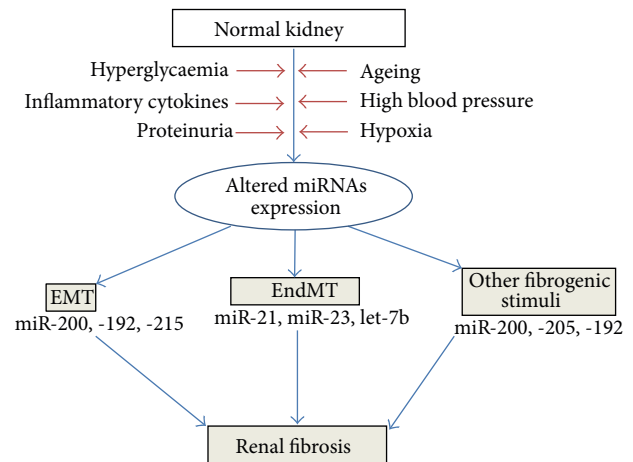 Normal kidney
Hyperglycaemia
Ageing
Inflammatory cytokines
High blood pressure
Proteinuria
Hypoxia
Altered miRNAs
expression
EMT
miR-200, -192, -215
EndMT
miR-21, miR-23, let-7b
Other fibrogenic
stimuli
miR-200, -205, -192
Renal fibrosis